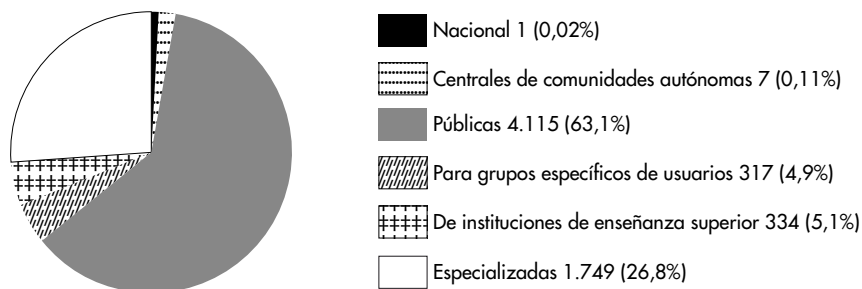 Nacional 1 (0,02%)
Centrales de comunidades autónomas 7 (0,11%)
Públicas 4.115 (63,1%)
Para grupos específicos de usuarios 317 (4,9%)
De instituciones de enseñanza superior 334 (5,1%)
Especializadas 1.749 (26,8%)